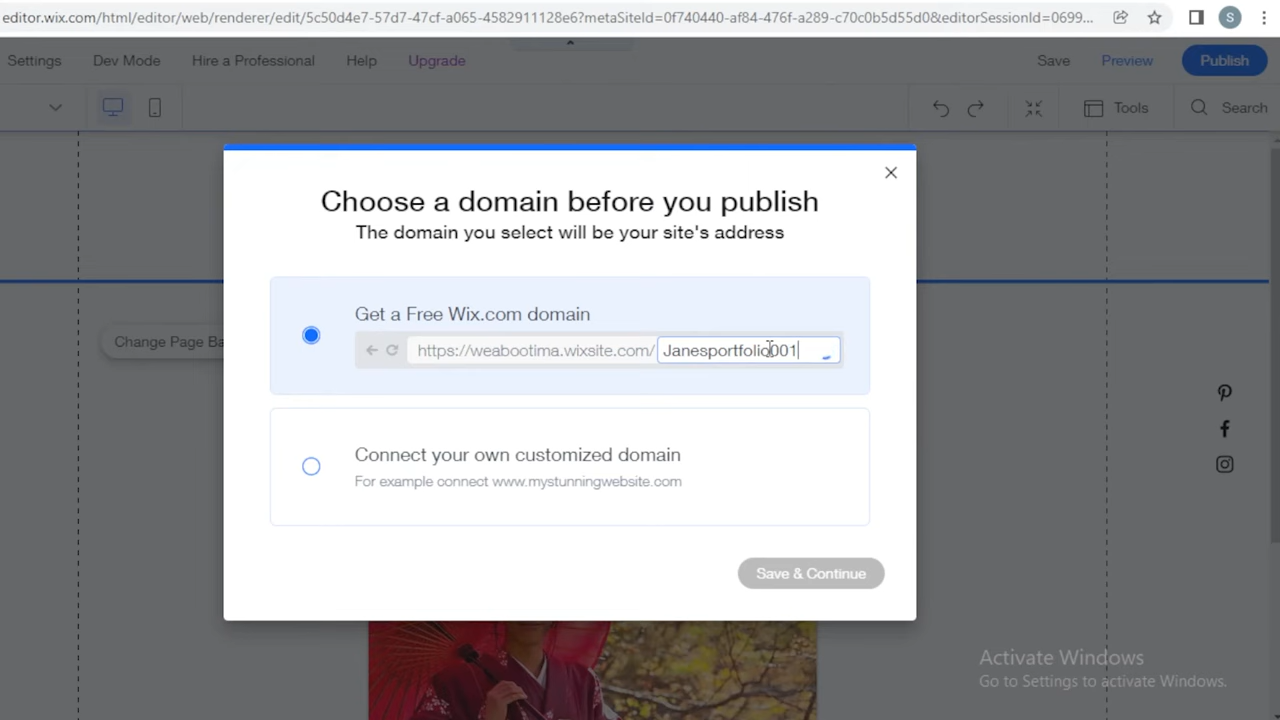 editor.wix.com/html/editor/web/renderer/edit/5c50d4e7-57d7-47cf-a065-4582911128e6?metaSiteId=0f740440-af84-476f-a289-c70c0b5d55d0&editorSessionId=0699...
S
Settings Dev Mode Hire a Professional Help Upgrade Save Preview Publish
Tools Search
Choose a domain before you publish
The domain you select will be your site's address
Get a Free Wix.com domain
Change Page Ba
https://weabootima.wixsite.com/ Janesportfolio001
Connect your own customized domain
For example connect www.mystunningwebsite.com
Save & Continue
Activate Windows
Go to Settings to activate Windows.